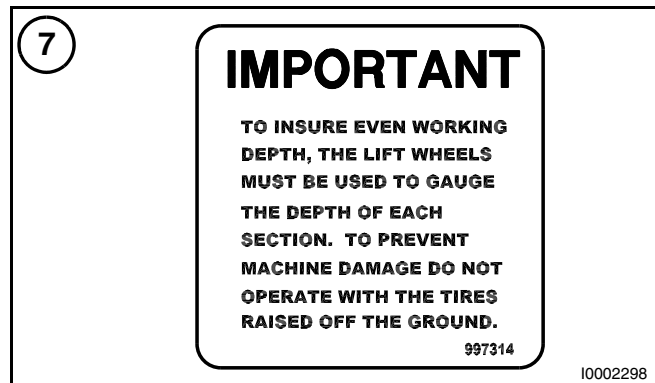 7
IMPORTANT
TO INSURE EVEN WORKING
DEPTH, THE LIFT WHEELS
MUST BE USED TO GAUGE
THE DEPTH OF EACH
SECTION. TO PREVENT
MACHINE DAMAGE DO NOT
OPERATE WITH THE TIRES
RAISED OFF THE GROUND.
997314
I0002298